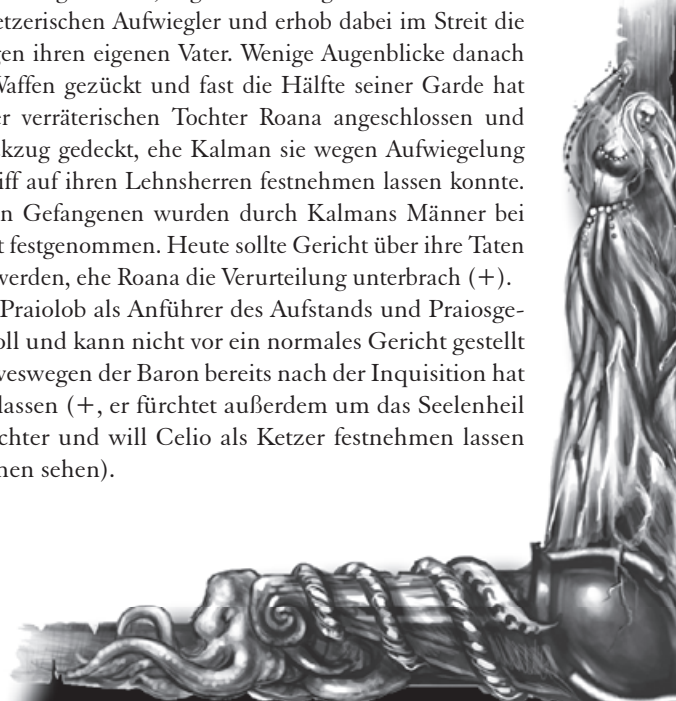 etzerischen Aufwiegler und erhob dabei im Streit die
gen ihren eigenen Vater. Wenige Augenblicke danach
Waffen gezückt und fast die Hälfte seiner Garde hat
er verräterischen Tochter Roana angeschlossen und
kzug gedeckt, ehe Kalman sie wegen Aufwiegelung
iff auf ihren Lehnsherren festnehmen lassen konnte.
n Gefangenen wurden durch Kalmans Männer bei
t festgenommen. Heute sollte Gericht über ihre Taten
werden, ehe Roana die Verurteilung unterbrach (+).
Praiolob als Anführer des Aufstands und Praiosge-
oll und kann nicht vor ein normales Gericht gestellt
weswegen der Baron bereits nach der Inquisition hat
lassen (+, er fürchtet außerdem um das Seelenheil
chter und will Celio als Ketzer festnehmen lassen
nen sehen).